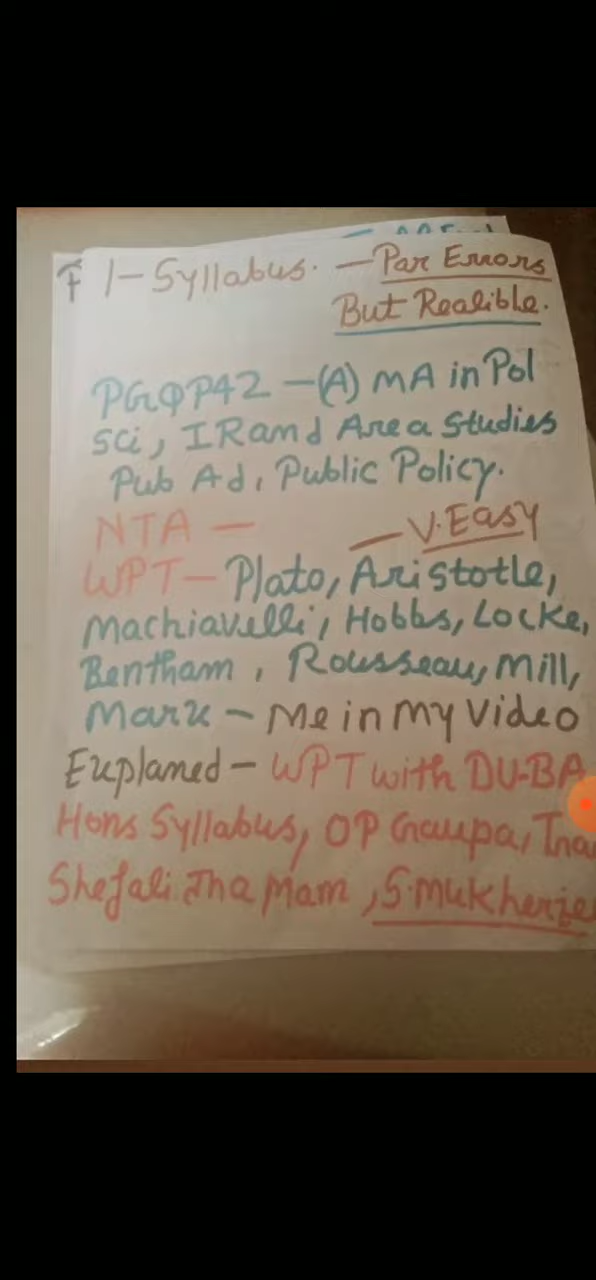 1-Syllabus. - Par Errors
But Realible.
PGQP42 - (A) MA in Pol
Sci, IR and Area Studies
Pub Ad, Public Policy.
NTA - - V. Easy
WPT - Plato, Aristotle,
Machiavelli, Hobbs, Locke,
Bentham, Rousseau, Mill,
Marx - Me in My Video
Explaned - WPT with DU-BA
Hons Syllabus, OP Gaupa,
Shefali Jha Mam, S. Mukherjee